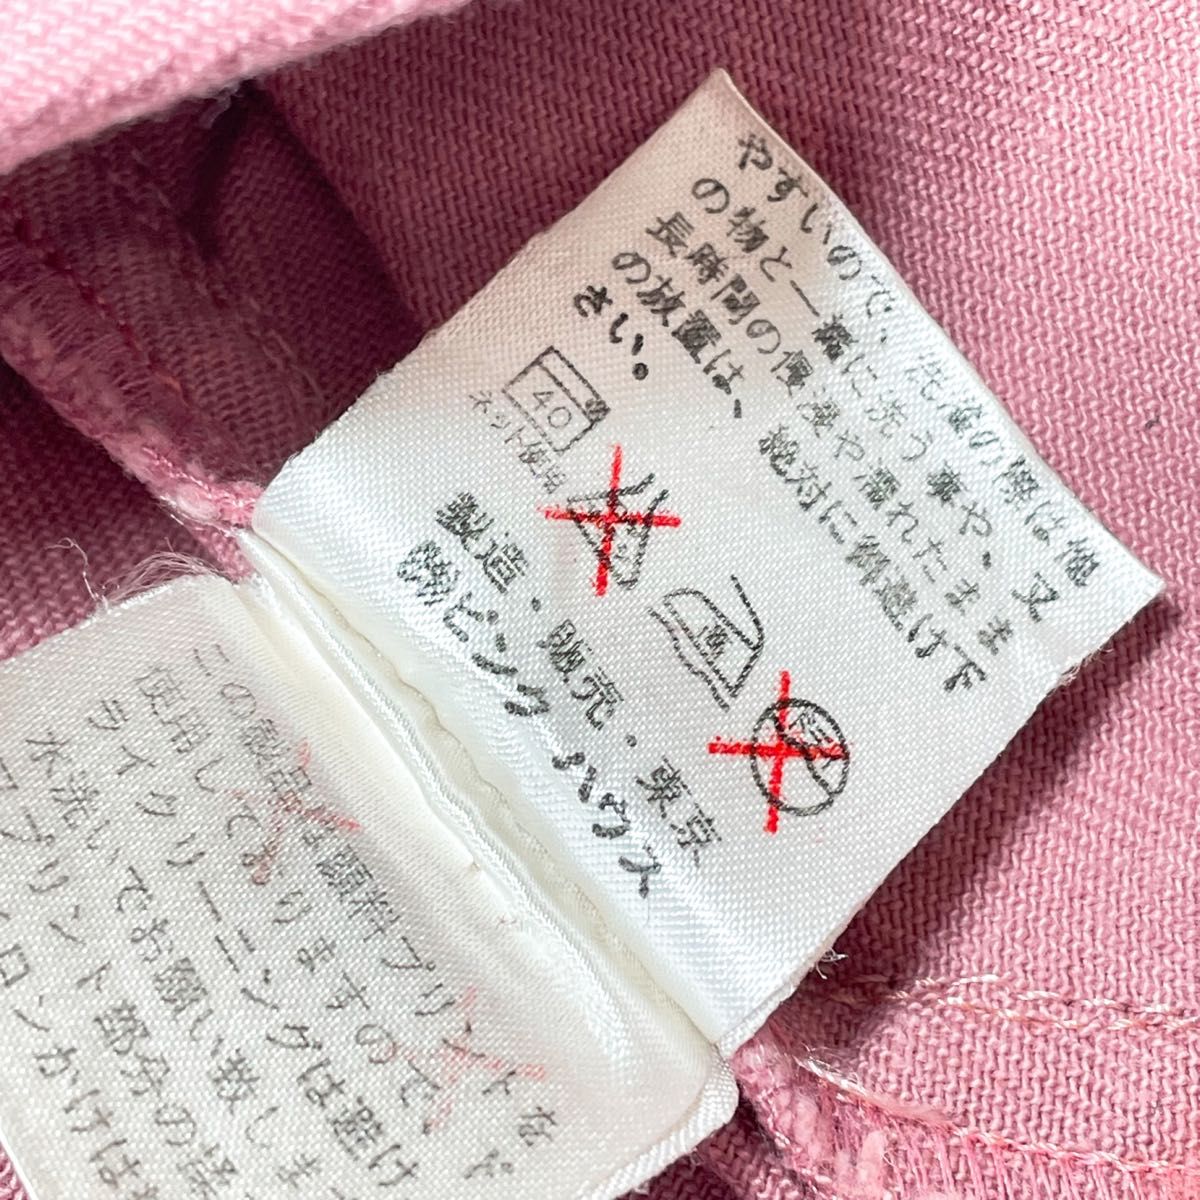 やすいので、洗濯の際は他
の物と一緒に洗う事や、又
長時間の浸漬や濡れたまま
の放置は、絶対に御避け下
さい。
40
ネット使用
ドライ
製造・販売・東京
㈱ピンクハウス
この製品は顔料プリントを
使用しておりますので、ド
ライクリーニングは避け
水洗いでお願い致しま
プリント部分の
ロンがけは